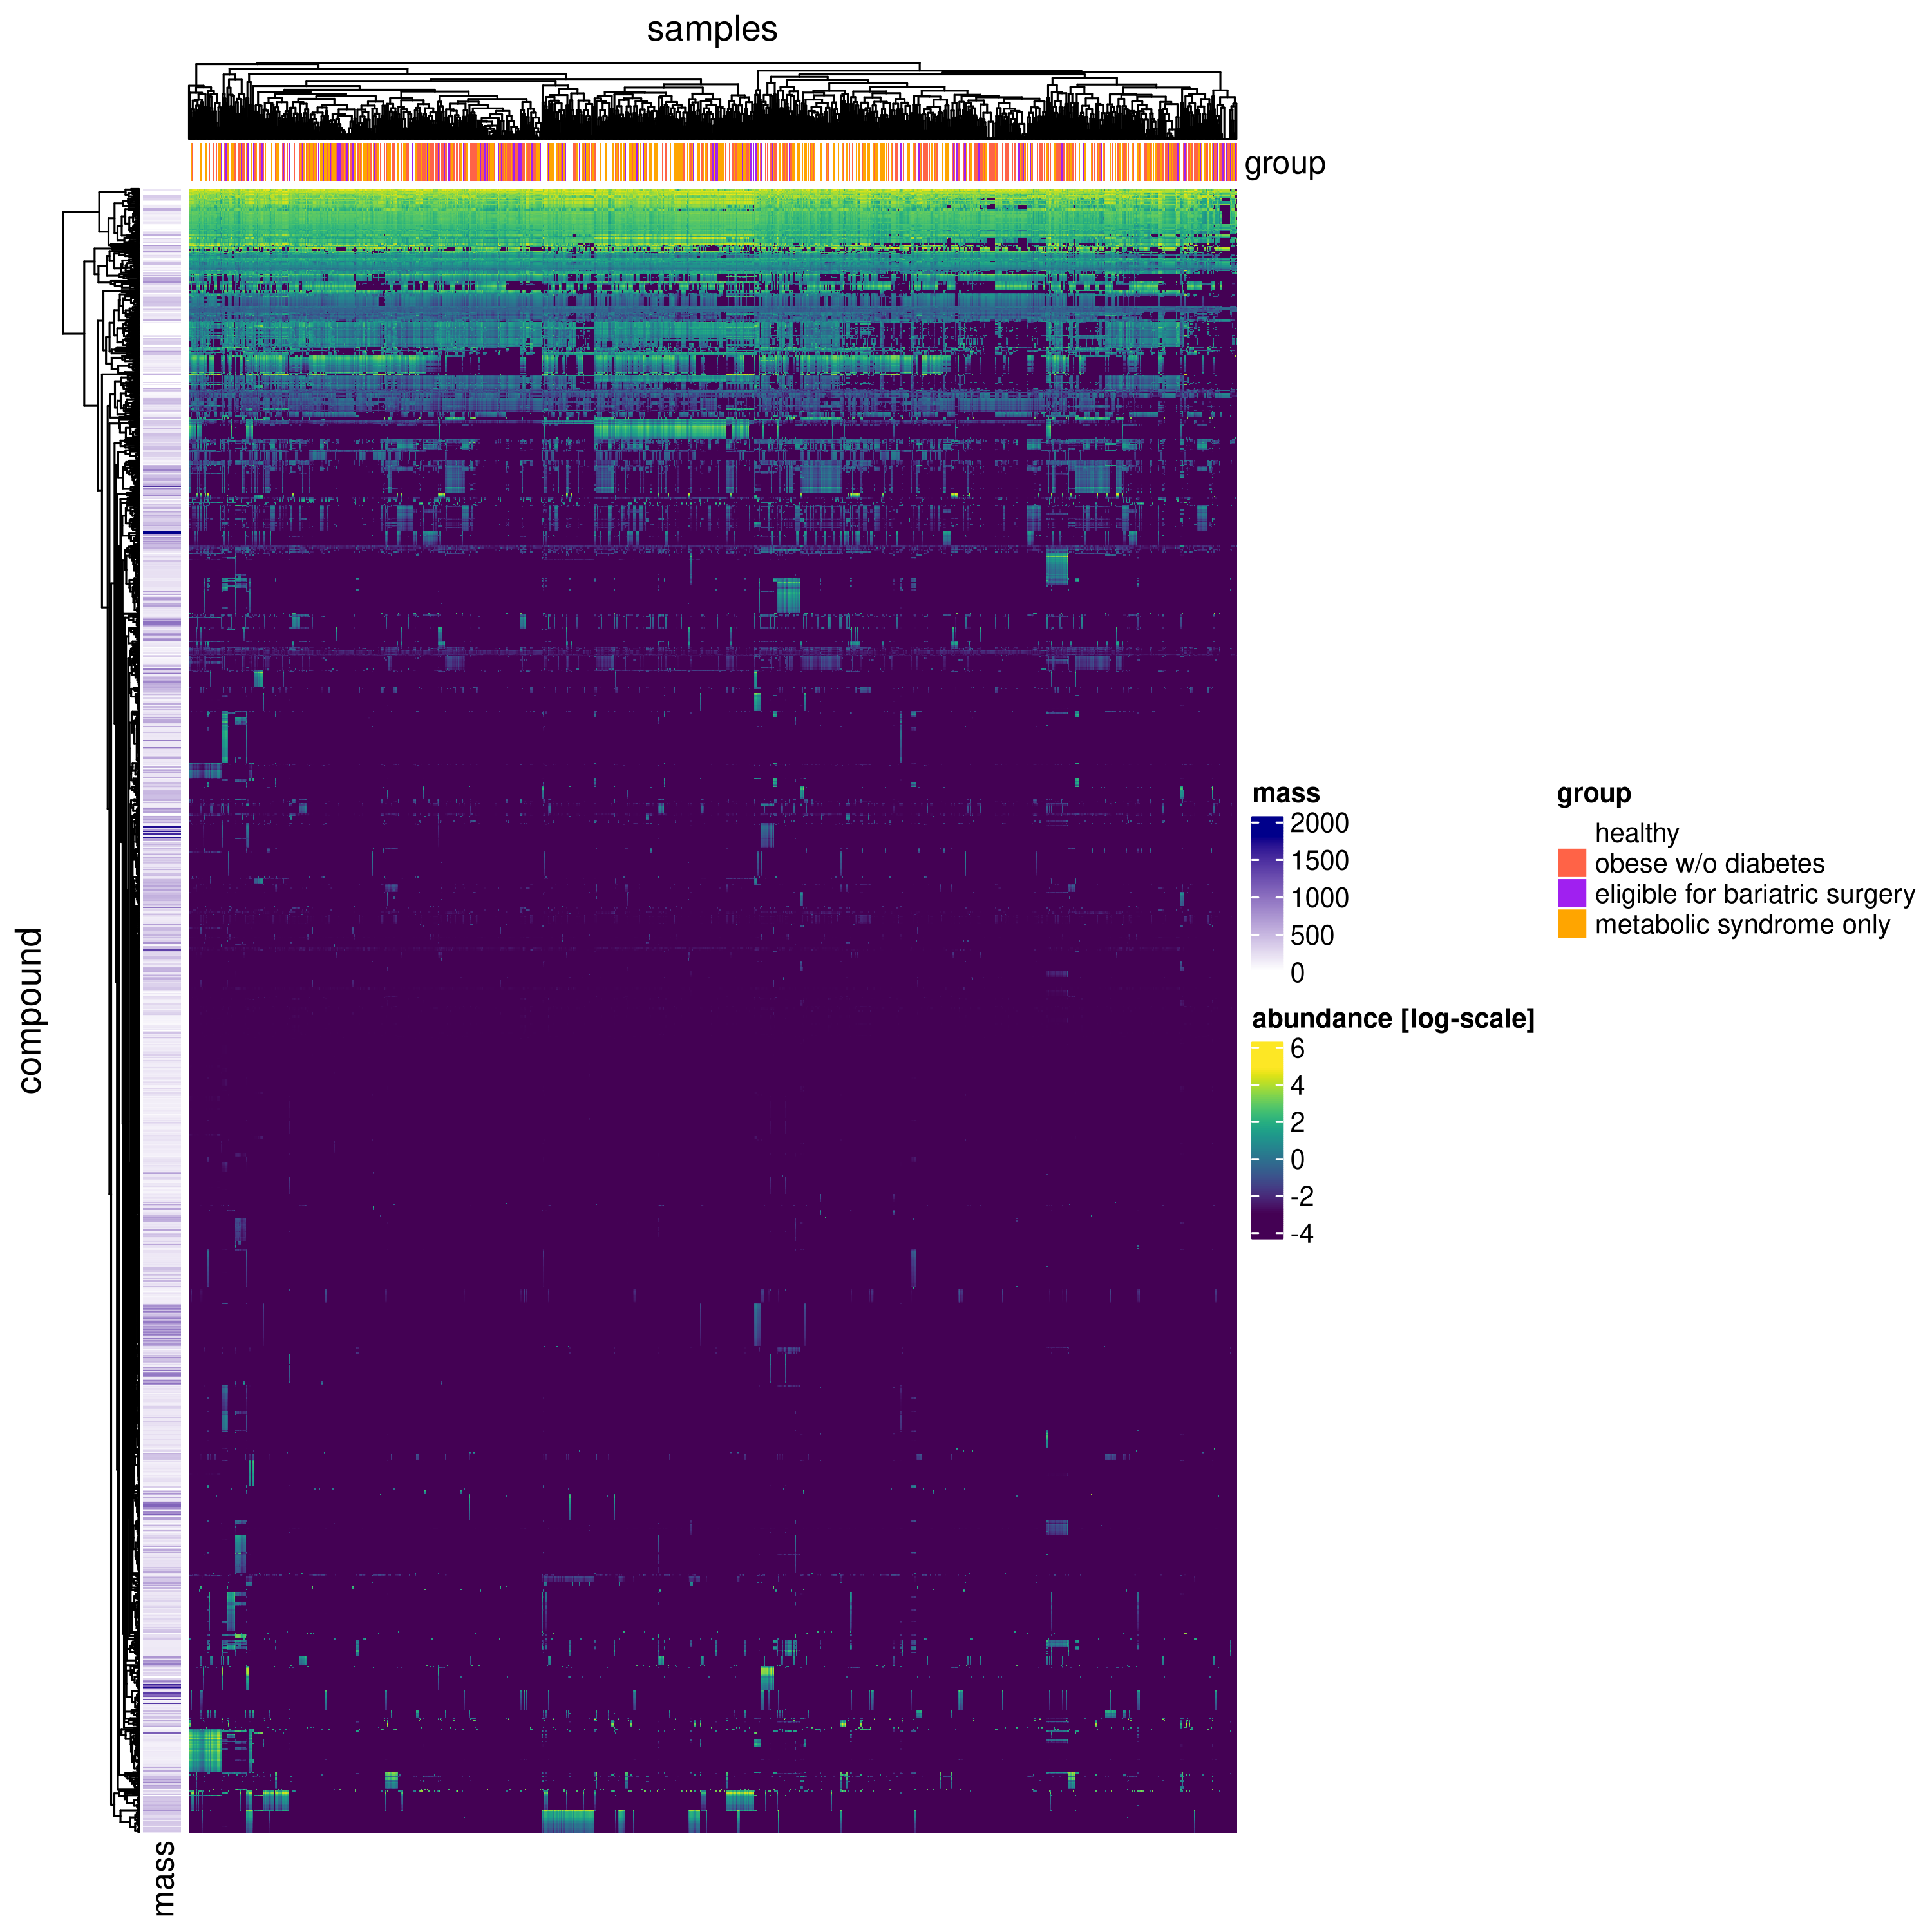 samples
group
compound
mass
mass
2000
1500
1000
500
0
group
healthy
obese w/o diabetes
eligible for bariatric surgery
metabolic syndrome only
abundance [log-scale]
6
4
2
0
-2
-4